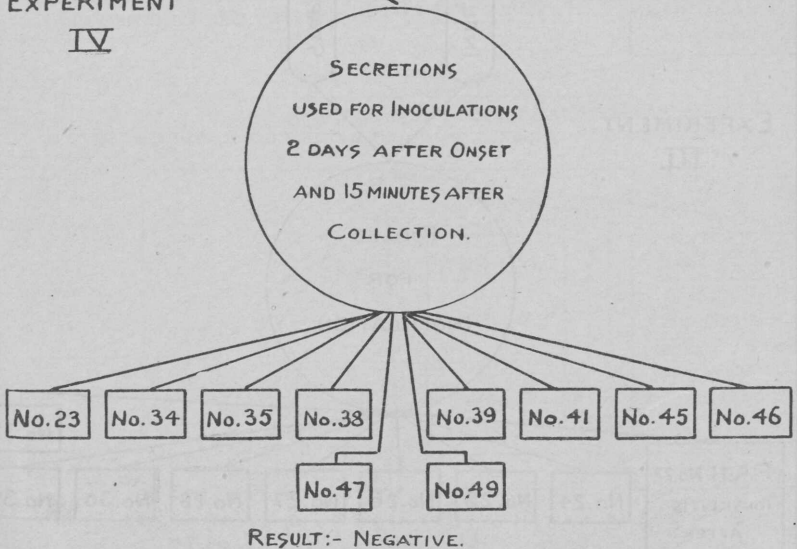 EXPERIMENT
IV
SECRETIONS
USED FOR INOCULATIONS
2 DAYS AFTER ONSET
AND 15 MINUTES AFTER
COLLECTION.
No.23 No.34 No.35 No.38 No.39 No.41 No.45 No.46
No.47 No.49
RESULT:- NEGATIVE.